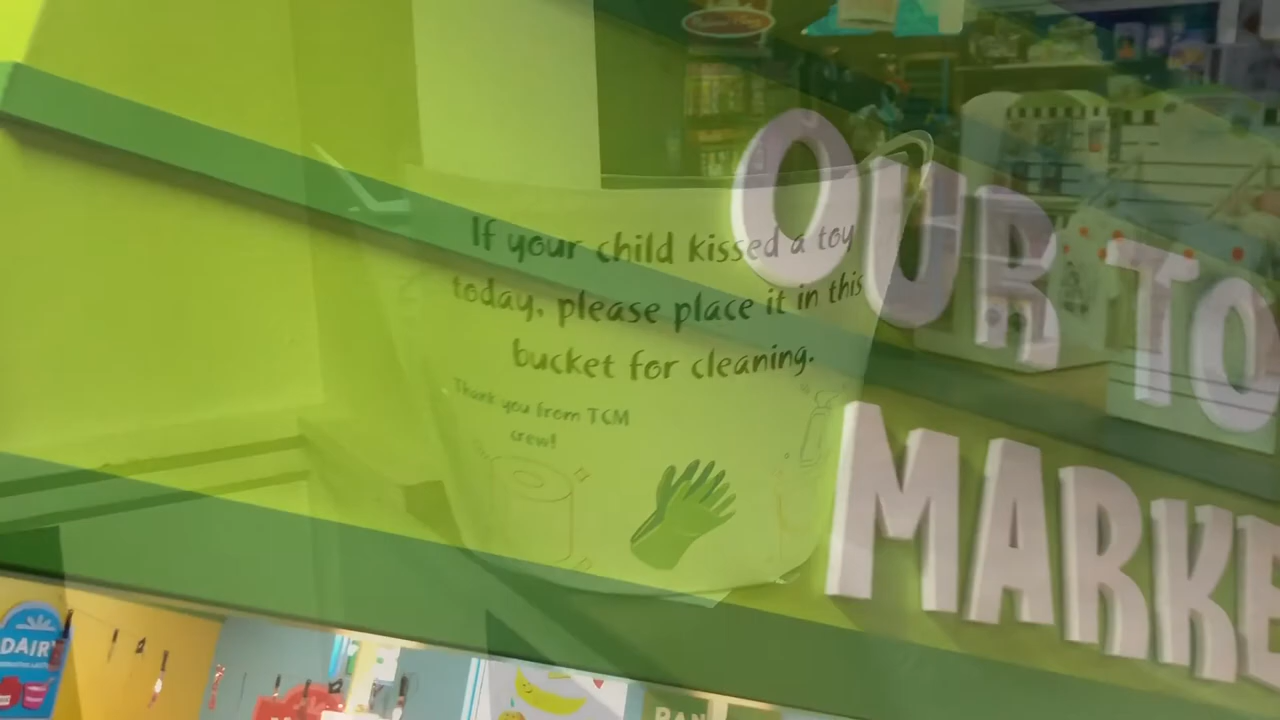 If your child kissed a toy
today, please place it in this
bucket for cleaning.
Thank you from TCM
crew!
OUR TO
MARKE
DAIR